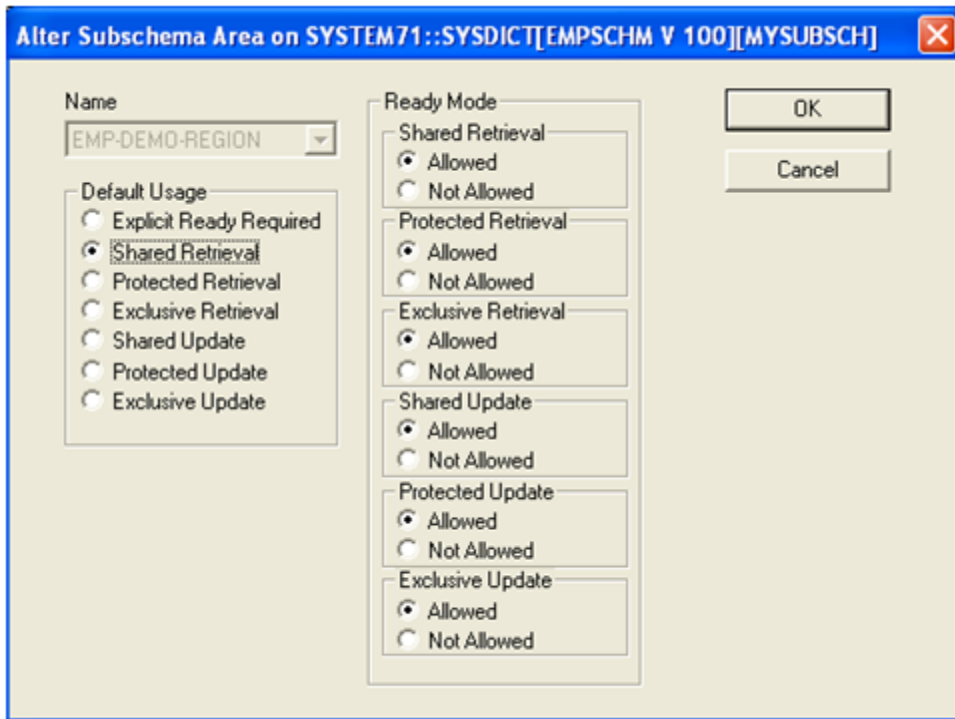 Alter Subschema Area on SYSTEM71::SYSDICT[EMPSCHM V 100][MYSUBSCH]
Name
EMP-DEMO-REGION
Default Usage
Explicit Ready Required
Shared Retrieval
Protected Retrieval
Exclusive Retrieval
Shared Update
Protected Update
Exclusive Update
Ready Mode
Shared Retrieval
Allowed
Not Allowed
Protected Retrieval
Allowed
Not Allowed
Exclusive Retrieval
Allowed
Not Allowed
Shared Update
Allowed
Not Allowed
Protected Update
Allowed
Not Allowed
Exclusive Update
Allowed
Not Allowed
OK
Cancel